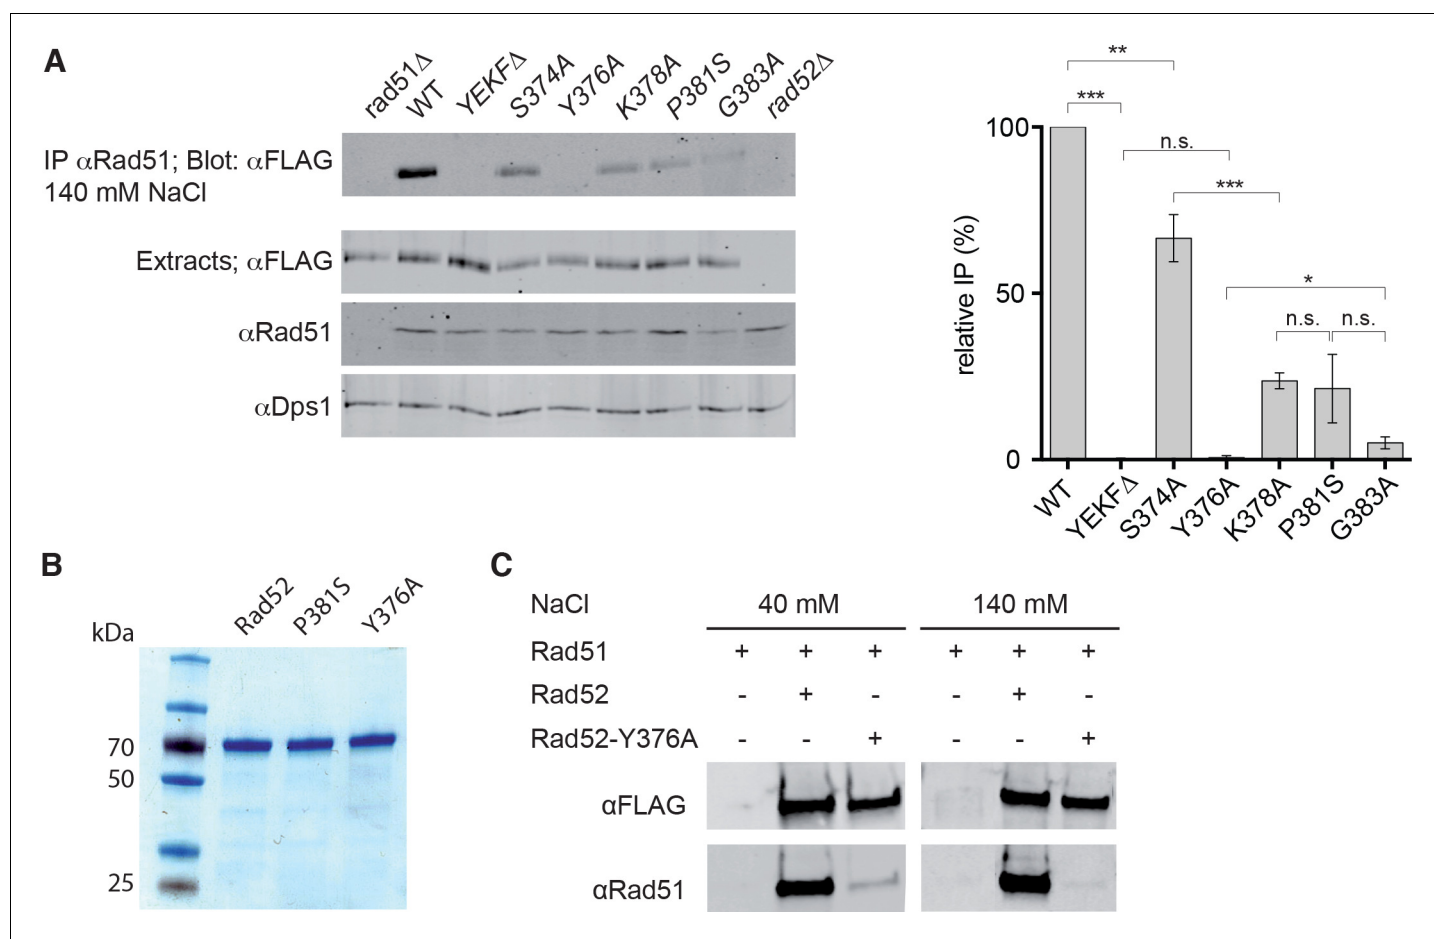 A
rad51Δ WT YEKFΔ S374A Y376A K378A P381S G383A rad52Δ
IP αRad51; Blot: αFLAG
140 mM NaCl
Extracts; αFLAG
αRad51
αDps1
**
***
n.s.
***
*
n.s. n.s.
100
50
0
relative IP (%)
WT YEKFΔ S374A Y376A K378A P381S G383A
B
Rad52 P381S Y376A
kDa
70
50
25
C
NaCl 40 mM 140 mM
Rad51 + + + + + +
Rad52 - + - - + -
Rad52-Y376A - - + - - +
αFLAG
αRad51